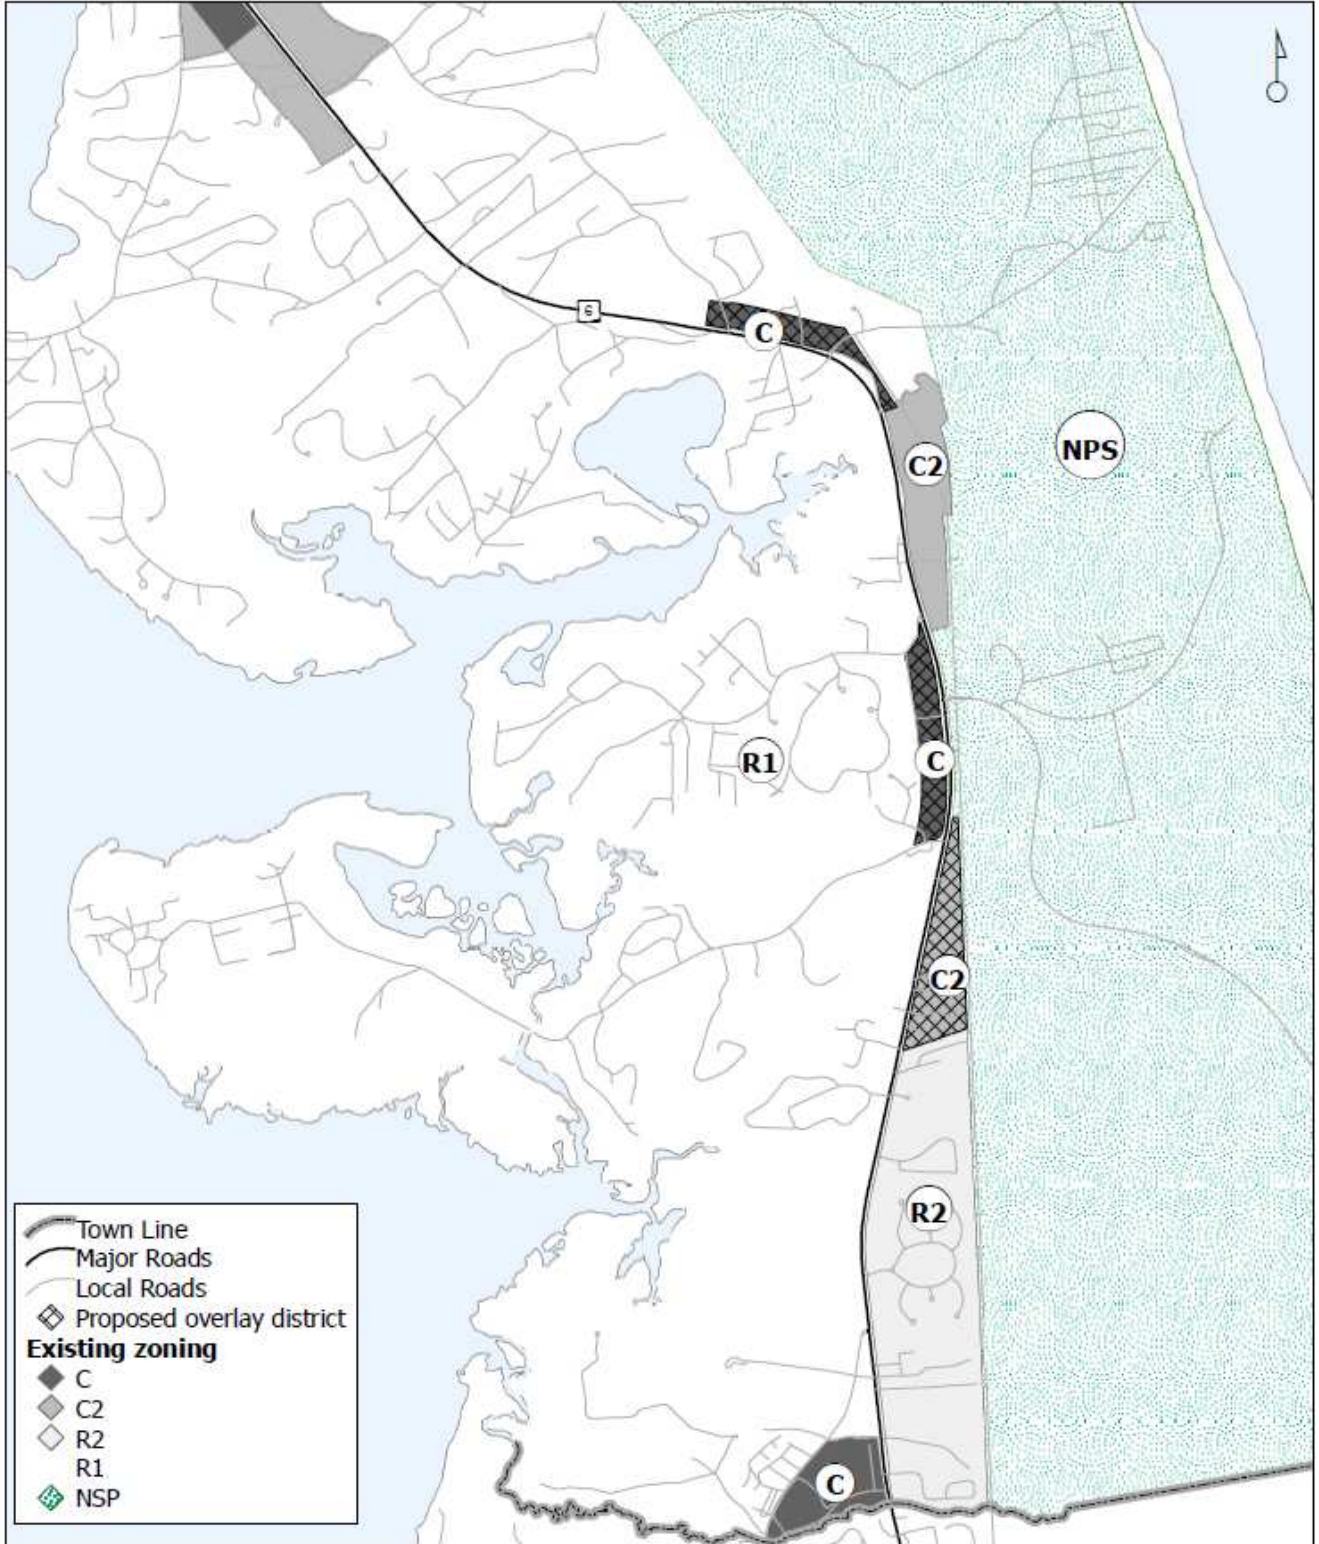 6
C
C2
NPS
R1
C
C2
R2
C
Town Line
Major Roads
Local Roads
Proposed overlay district
Existing zoning
C
C2
R2
R1
NSP